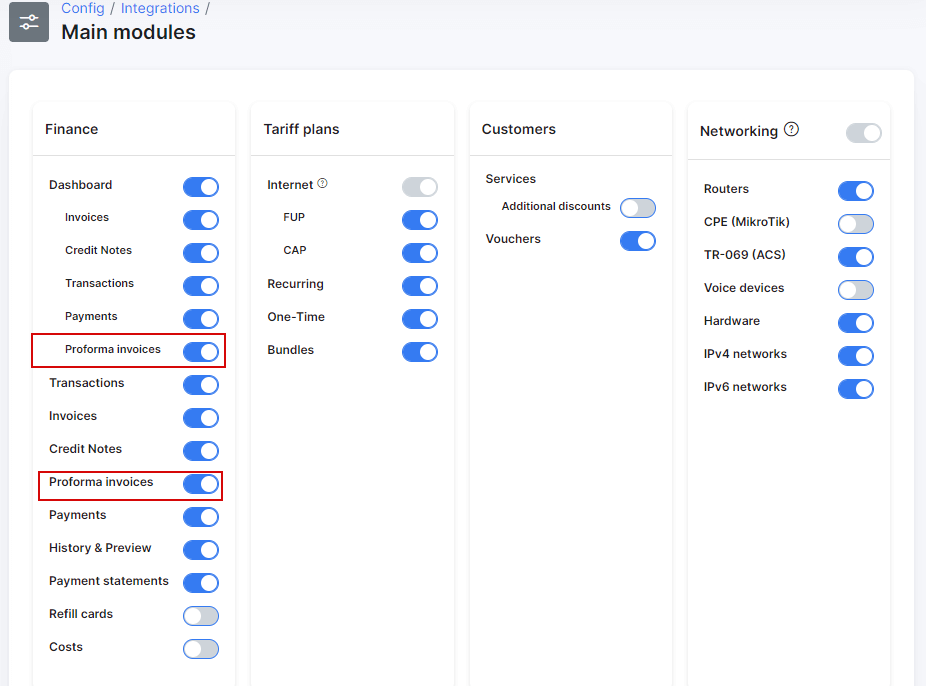 Config / Integrations /
Main modules
Finance
Dashboard
Invoices
Credit Notes
Transactions
Payments
Proforma invoices
Transactions
Invoices
Credit Notes
Proforma invoices
Payments
History & Preview
Payment statements
Refill cards
Costs
Tariff plans
Internet ?
FUP
CAP
Recurring
One-Time
Bundles
Customers
Services
Additional discounts
Vouchers
Networking ?
Routers
CPE (MikroTik)
TR-069 (ACS)
Voice devices
Hardware
IPv4 networks
IPv6 networks